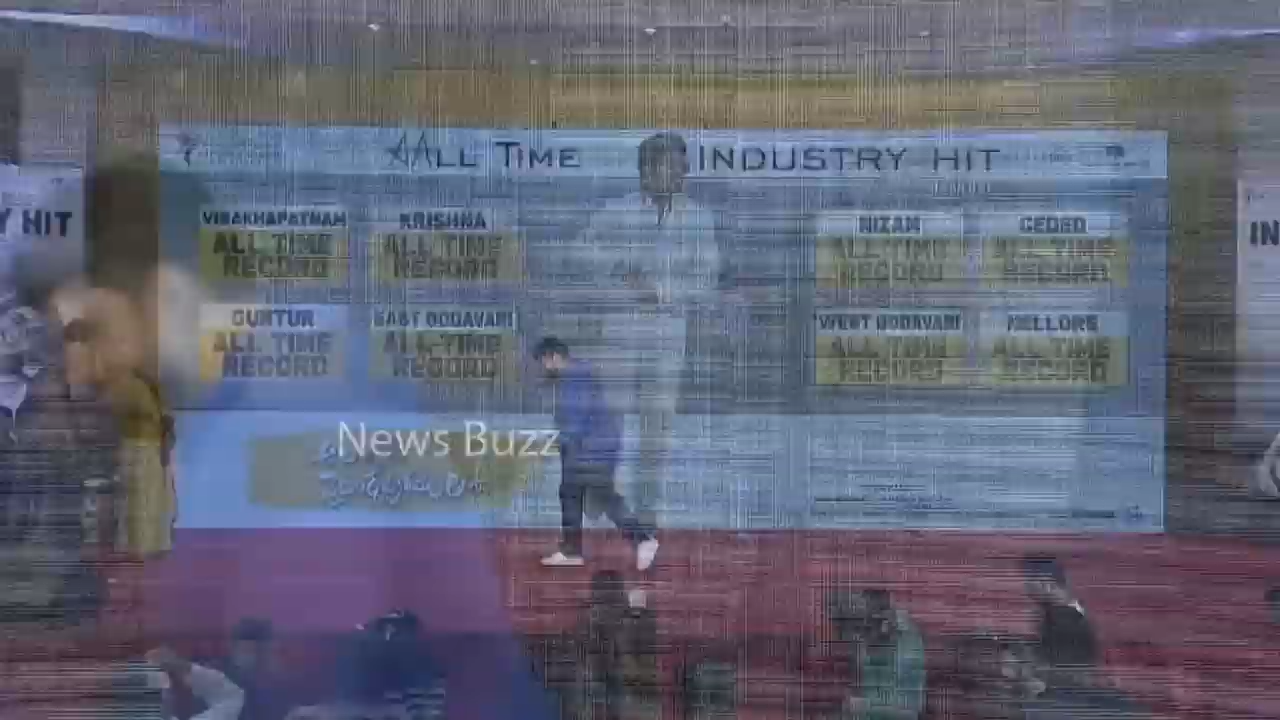 ALL TIME INDUSTRY HIT
Y HIT
IN
VISAKHAPATNAM
ALL TIME
RECORD
KRISHNA
ALL TIME
RECORD
NIZAM
ALL TIME
RECORD
CEDED
ALL TIME
RECORD
GUNTUR
ALL TIME
RECORD
EAST GODAVARI
ALL TIME
RECORD
WEST GODAVARI
ALL TIME
RECORD
NELLORE
ALL TIME
RECORD
News Buzz